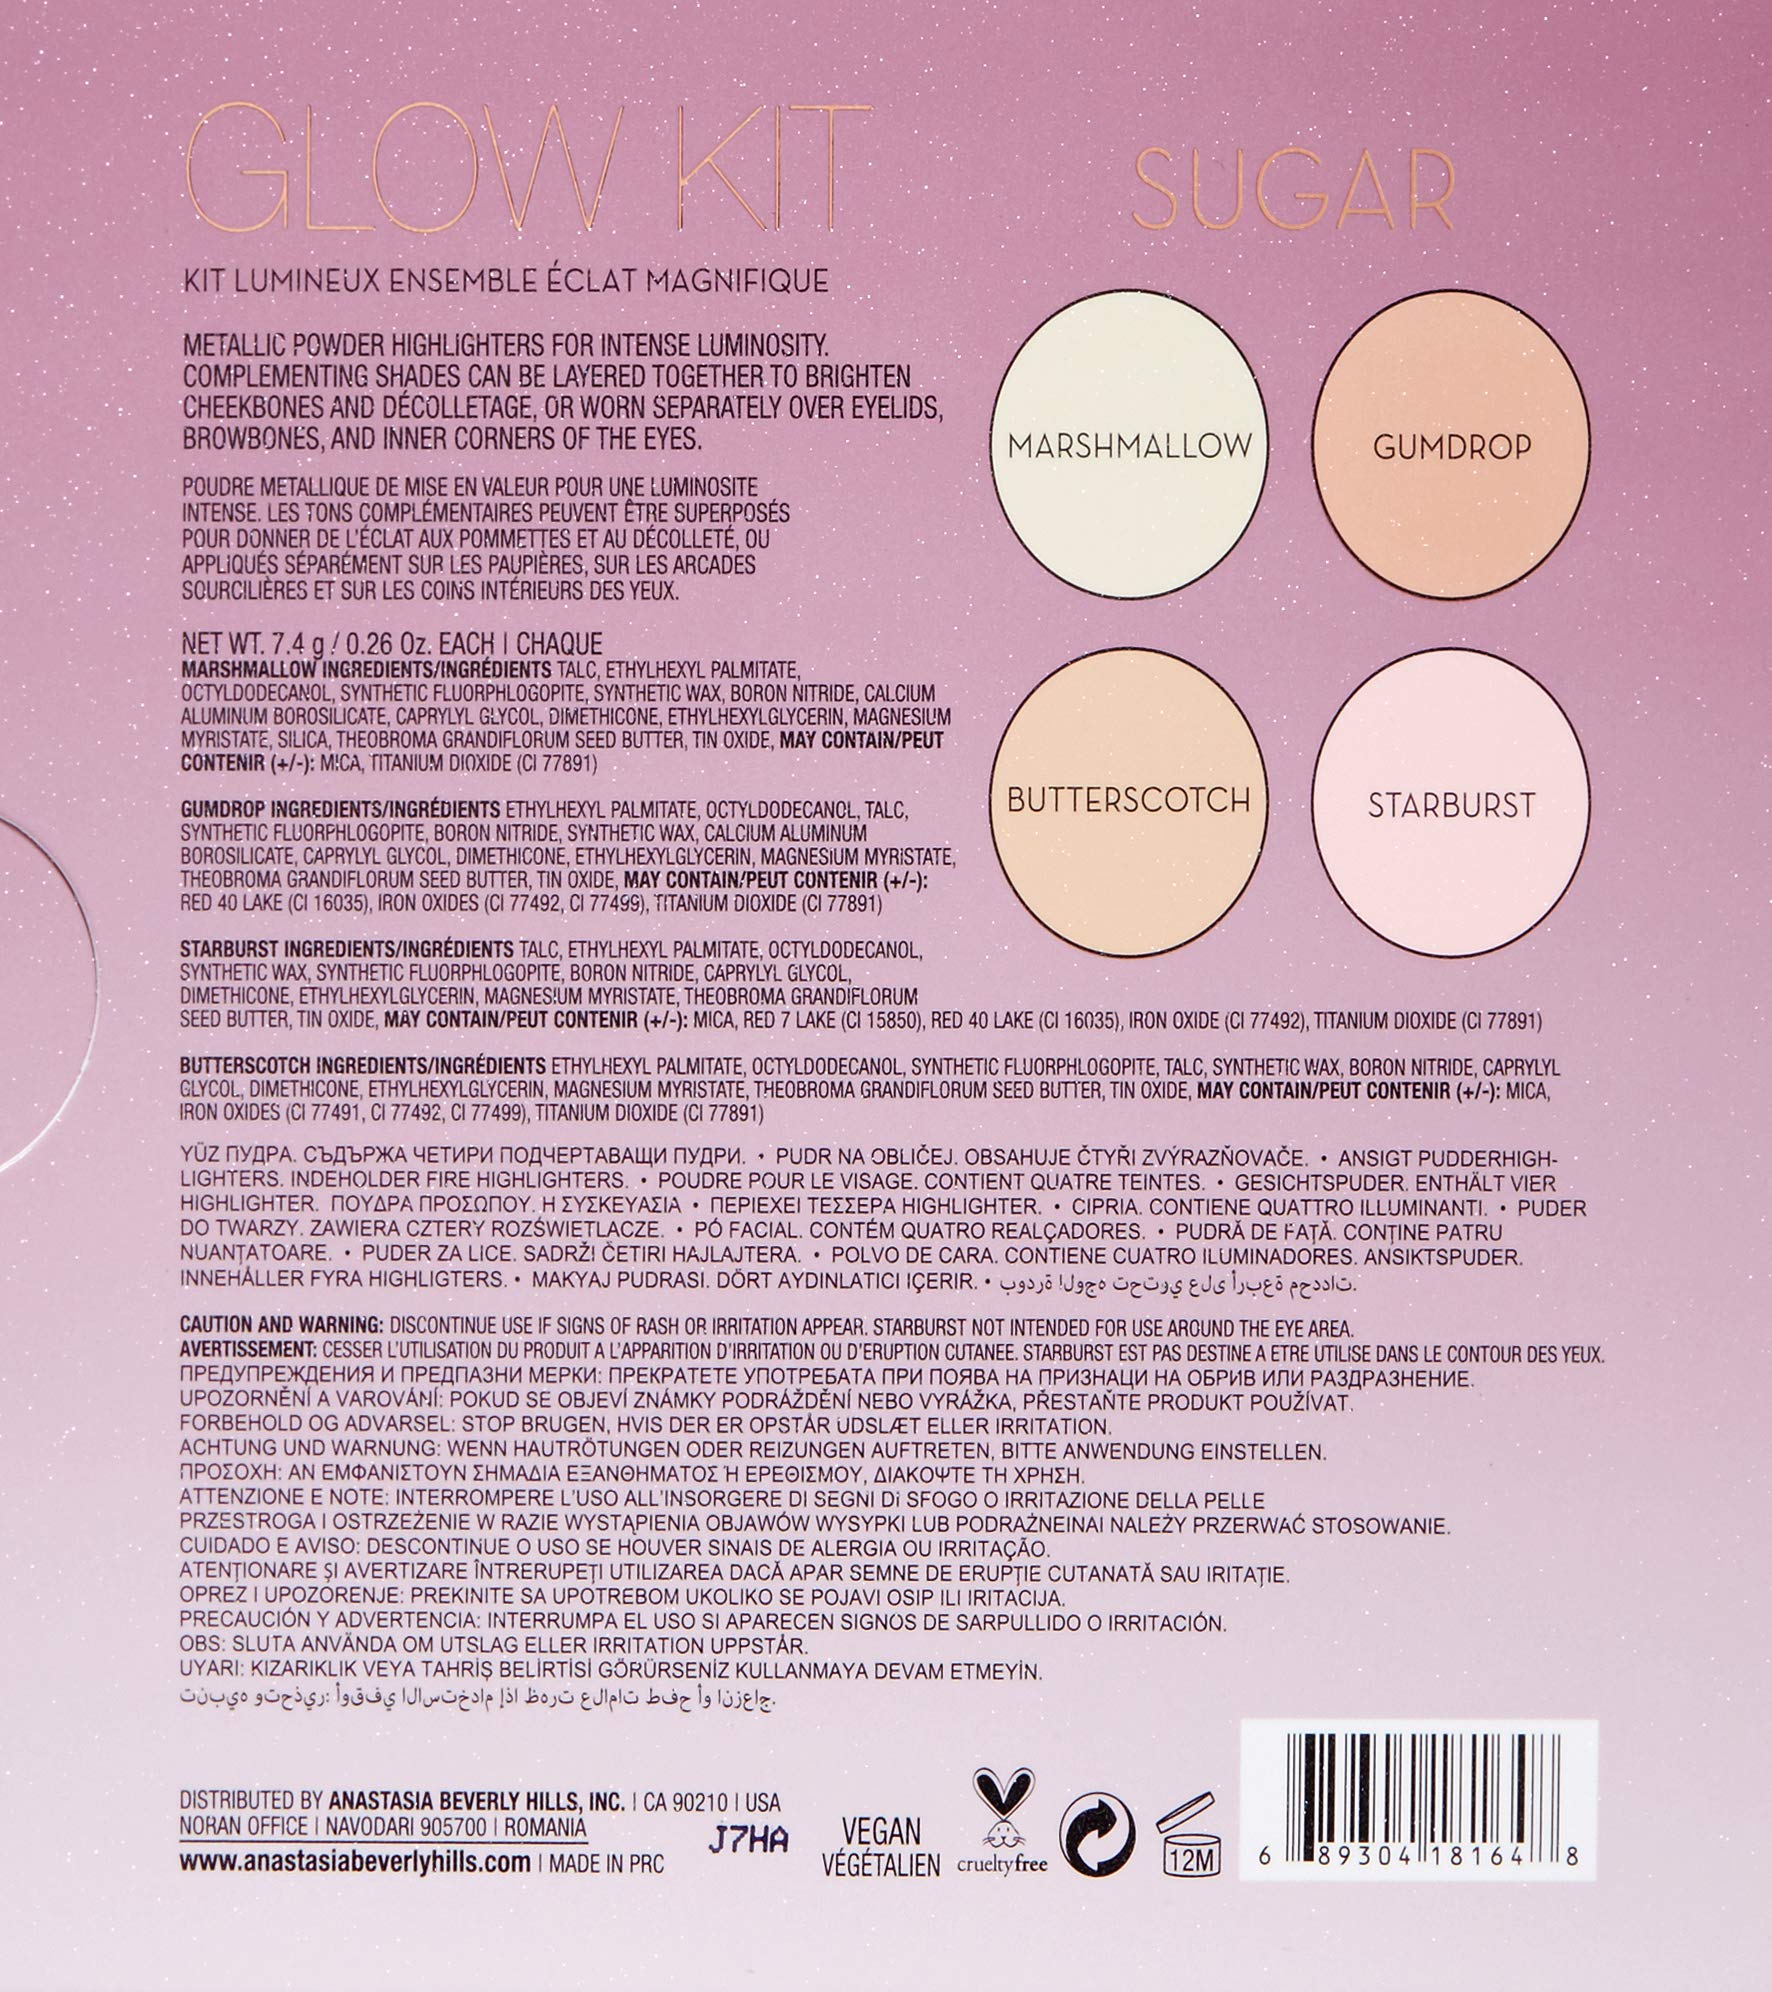 GLOW KIT
SUGAR
KIT LUMINEUX ENSEMBLE ÉCLAT MAGNIFIQUE
METALLIC POWDER HIGHLIGHTERS FOR INTENSE LUMINOSITY.
COMPLEMENTING SHADES CAN BE LAYERED TOGETHER TO BRIGHTEN
CHEEKBONES AND DÉCOLLETAGE, OR WORN SEPARATELY OVER EYELIDS,
BROWBONES, AND INNER CORNERS OF THE EYES.
POUDRE METALLIQUE DE MISE EN VALEUR POUR UNE LUMINOSITE
INTENSE. LES TONS COMPLÉMENTAIRES PEUVENT ÊTRE SUPERPOSÉS
POUR DONNER DE L'ÉCLAT AUX POMMETTES ET AU DÉCOLLETÉ, OU
APPLIQUÉS SÉPARÉMENT SUR LES PAUPIÈRES, SUR LES ARCADES
SOURCILIÈRES ET SUR LES COINS INTÉRIEURS DES YEUX.
MARSHMALLOW
GUMDROP
BUTTERSCOTCH
STARBURST
NET WT. 7.4 g / 0.26 Oz. EACH | CHAQUE
MARSHMALLOW INGREDIENTS/INGRÉDIENTS TALC, ETHYLHEXYL PALMITATE,
OCTYLDODECANOL, SYNTHETIC FLUORPHLOGOPITE, SYNTHETIC WAX, BORON NITRIDE, CALCIUM
ALUMINUM BOROSILICATE, CAPRYLYL GLYCOL, DIMETHICONE, ETHYLHEXYLGLYCERIN, MAGNESIUM
MYRISTATE, SILICA, THEOBROMA GRANDIFLORUM SEED BUTTER, TIN OXIDE, MAY CONTAIN/PEUT
CONTENIR (+/-): MICA, TITANIUM DIOXIDE (CI 77891)
GUMDROP INGREDIENTS/INGRÉDIENTS ETHYLHEXYL PALMITATE, OCTYLDODECANOL, TALC,
SYNTHETIC FLUORPHLOGOPITE, BORON NITRIDE, SYNTHETIC WAX, CALCIUM ALUMINUM
BOROSILICATE, CAPRYLYL GLYCOL, DIMETHICONE, ETHYLHEXYLGLYCERIN, MAGNESIUM MYRISTATE,
THEOBROMA GRANDIFLORUM SEED BUTTER, TIN OXIDE, MAY CONTAIN/PEUT CONTENIR (+/-):
RED 40 LAKE (CI 16035), IRON OXIDES (CI 77492, CI 77499), TITANIUM DIOXIDE (CI 77891)
STARBURST INGREDIENTS/INGRÉDIENTS TALC, ETHYLHEXYL PALMITATE, OCTYLDODECANOL,
SYNTHETIC WAX, SYNTHETIC FLUORPHLOGOPITE, BORON NITRIDE, CAPRYLYL GLYCOL,
DIMETHICONE, ETHYLHEXYLGLYCERIN, MAGNESIUM MYRISTATE, THEOBROMA GRANDIFLORUM
SEED BUTTER, TIN OXIDE, MAY CONTAIN/PEUT CONTENIR (+/-): MICA, RED 7 LAKE (CI 15850), RED 40 LAKE (CI 16035), IRON OXIDE (CI 77492), TITANIUM DIOXIDE (CI 77891)
BUTTERSCOTCH INGREDIENTS/INGRÉDIENTS ETHYLHEXYL PALMITATE, OCTYLDODECANOL, SYNTHETIC FLUORPHLOGOPITE, TALC, SYNTHETIC WAX, BORON NITRIDE, CAPRYLYL
GLYCOL, DIMETHICONE, ETHYLHEXYLGLYCERIN, MAGNESIUM MYRISTATE, THEOBROMA GRANDIFLORUM SEED BUTTER, TIN OXIDE, MAY CONTAIN/PEUT CONTENIR (+/-): MICA,
IRON OXIDES (CI 77491, CI 77492, CI 77499), TITANIUM DIOXIDE (CI 77891)
YÜZ ПУДРА. СЪДЪРЖА ЧЕТИРИ ПОДЧЕРТАВАЩИ ПУДРИ. • PUDR NA OBLIČEJ. OBSAHUJE ČTYŘI ZVÝRAZŇOVAČE. • ANSIGT PUDDERHIGH-
LIGHTERS. INDEHOLDER FIRE HIGHLIGHTERS. • POUDRE POUR LE VISAGE. CONTIENT QUATRE TEINTES. • GESICHTSPUDER. ENTHÄLT VIER
HIGHLIGHTER. ΠΟΥΔΡΑ ΠΡΟΣΩΠΟΥ. Η ΣΥΣΚΕΥΑΣΙΑ • ΠΕΡΙΕΧΕΙ ΤΕΣΣΕΡΑ HIGHLIGHTER. • CIPRIA. CONTIENE QUATTRO ILLUMINANTI. • PUDER
DO TWARZY. ZAWIERA CZTERY ROZŚWIETLACZE. • PÓ FACIAL. CONTÉM QUATRO REALÇADORES. • PUDRĂ DE FAȚĂ. CONȚINE PATRU
NUANȚATOARE. • PUDER ZA LICE. SADRŽI ČETIRI HAJLAJTERA. • POLVO DE CARA. CONTIENE CUATRO ILUMINADORES. ANSIKTSPUDER.
INNEHÅLLER FYRA HIGHLIGTERS. • MAKYAJ PUDRASI. DÖRT AYDINLATICI IÇERIR. • بودرة الوجه تحتوي على أربعة محددات.
CAUTION AND WARNING: DISCONTINUE USE IF SIGNS OF RASH OR IRRITATION APPEAR. STARBURST NOT INTENDED FOR USE AROUND THE EYE AREA.
AVERTISSEMENT: CESSER L'UTILISATION DU PRODUIT A L'APPARITION D'IRRITATION OU D'ERUPTION CUTANEE. STARBURST EST PAS DESTINE A ETRE UTILISE DANS LE CONTOUR DES YEUX.
ПРЕДУПРЕЖДЕНИЯ И ПРЕДПАЗНИ МЕРКИ: ПРЕКРАТЕТЕ УПОТРЕБАТА ПРИ ПОЯВА НА ПРИЗНАЦИ НА ОБРИВ ИЛИ РАЗДРАЗНЕНИЕ.
UPOZORNĚNÍ A VAROVÁNÍ: POKUD SE OBJEVÍ ZNÁMKY PODRÁŽDĚNÍ NEBO VYRÁŽKA, PŘESTAŇTE PRODUKT POUŽÍVAT.
FORBEHOLD OG ADVARSEL: STOP BRUGEN, HVIS DER ER OPSTÅR UDSLÆT ELLER IRRITATION.
ACHTUNG UND WARNUNG: WENN HAUTRÖTUNGEN ODER REIZUNGEN AUFTRETEN, BITTE ANWENDUNG EINSTELLEN.
ΠΡΟΣΟΧΗ: ΑΝ ΕΜΦΑΝΙΣΤΟΥΝ ΣΗΜΑΔΙΑ ΕΞΑΝΘΗΜΑΤΟΣ Ή ΕΡΕΘΙΣΜΟΥ, ΔΙΑΚΟΨΤΕ ΤΗ ΧΡΗΣΗ.
ATTENZIONE E NOTE: INTERROMPERE L'USO ALL'INSORGERE DI SEGNI Di SFOGO O IRRITAZIONE DELLA PELLE
PRZESTROGA I OSTRZEŻENIE W RAZIE WYSTĄPIENIA OBJAWÓW WYSYPKI LUB PODRAŻNEINAI NALEŻY PRZERWAĆ STOSOWANIE.
CUIDADO E AVISO: DESCONTINUE O USO SE HOUVER SINAIS DE ALERGIA OU IRRITAÇÃO.
ATENȚIONARE ȘI AVERTIZARE ÎNTRERUPEȚI UTILIZAREA DACĂ APAR SEMNE DE ERUPȚIE CUTANATĂ SAU IRITAȚIE.
OPREZ I UPOZORENJE: PREKINITE SA UPOTREBOM UKOLIKO SE POJAVI OSIP ILI IRITACIJA.
PRECAUCIÓN Y ADVERTENCIA: INTERRUMPA EL USO SI APARECEN SIGNOS DE SARPULLIDO O IRRITACIÓN.
OBS: SLUTA ANVÄNDA OM UTSLAG ELLER IRRITATION UPPSTÅR.
UYARI: KIZARIKLIK VEYA TAHRİŞ BELİRTİSİ GÖRÜRSENİZ KULLANMAYA DEVAM ETMEYİN.
تنبيه وتحذير: أوقفي الاستخدام إذا ظهرت علامات طفح أو انزعاج.
DISTRIBUTED BY ANASTASIA BEVERLY HILLS, INC. | CA 90210 | USA
NORAN OFFICE | NAVODARI 905700 | ROMANIA
www.anastasiabeverlyhills.com | MADE IN PRC
J7HA
VEGAN
VÉGÉTALIEN
crueltyfree
12M
6 89304 18164 8